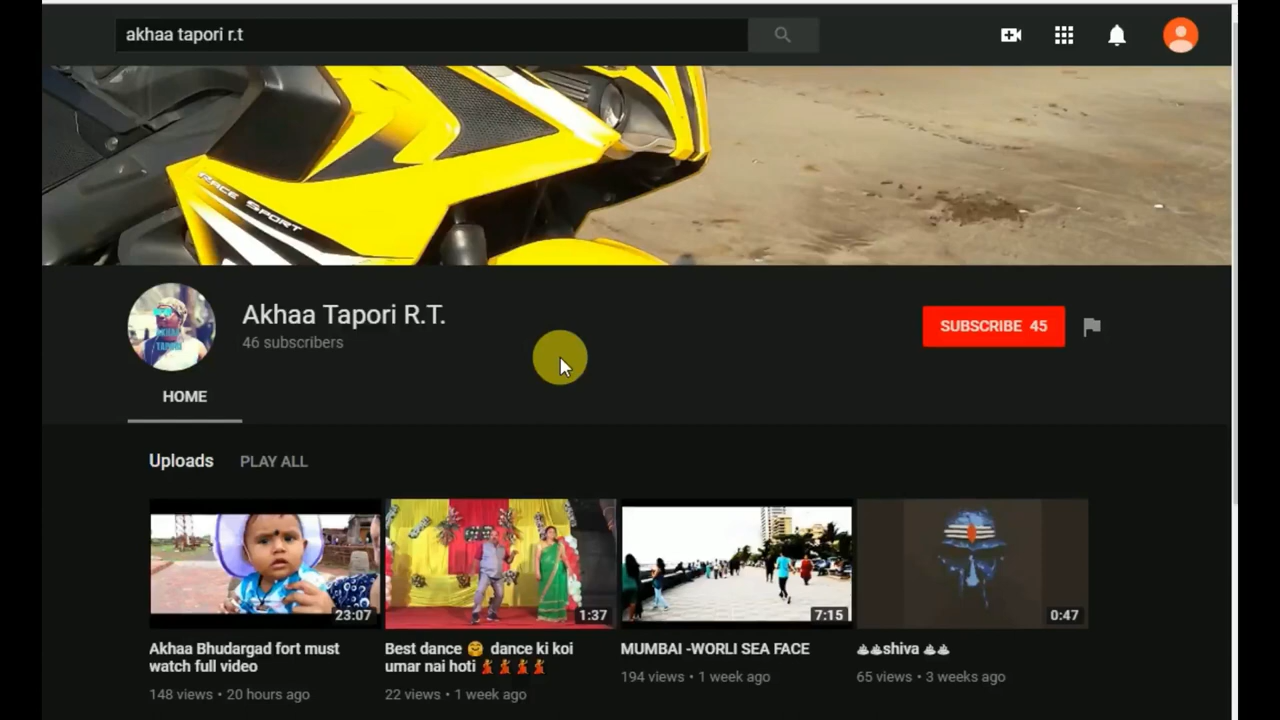 akhaa tapori r.t
RACE SPORT
Akhaa Tapori R.T.
46 subscribers
SUBSCRIBE 45
HOME
Uploads PLAY ALL
23:07
1:37
7:15
0:47
Akhaa Bhudargad fort must
watch full video
148 views • 20 hours ago
Best dance 🤗 dance ki koi
umar nai hoti 💃💃💃💃
22 views • 1 week ago
MUMBAI -WORLI SEA FACE
194 views • 1 week ago
🚢🚢shiva 🚢🚢
65 views • 3 weeks ago